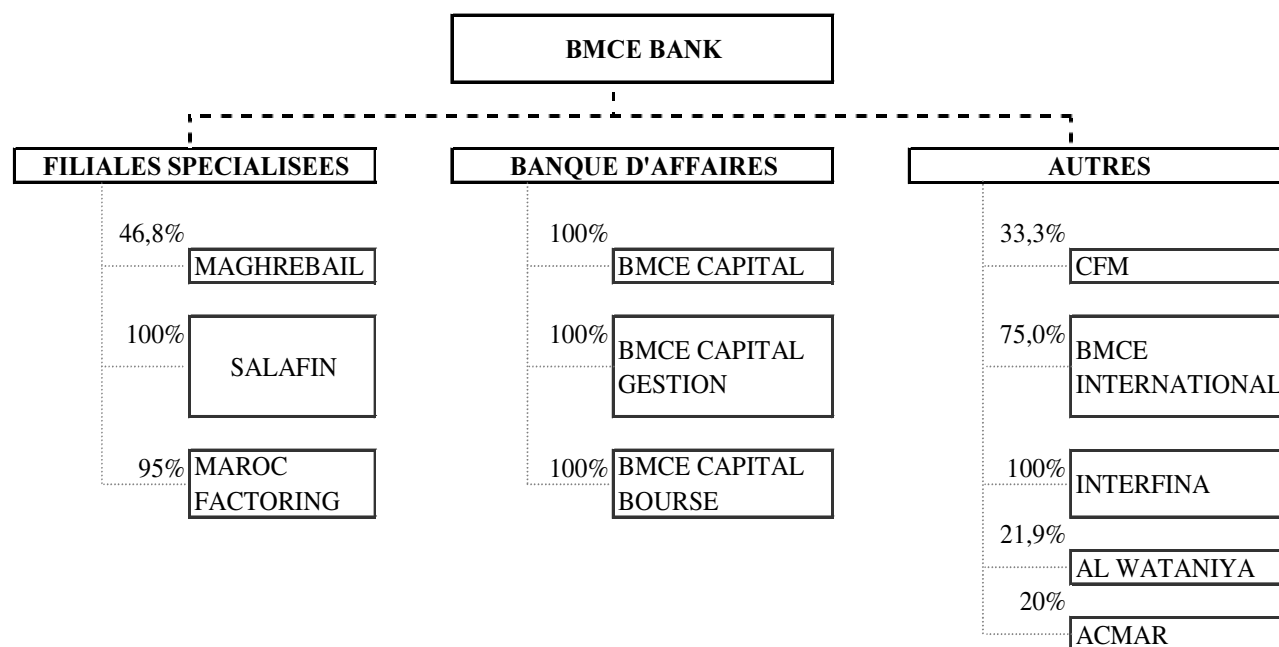 BMCE BANK
FILIALES SPECIALISEES
46,8%
MAGHREBAIL
100%
SALAFIN
95%
MAROC
FACTORING
BANQUE D'AFFAIRES
100%
BMCE CAPITAL
100%
BMCE CAPITAL
GESTION
100%
BMCE CAPITAL
BOURSE
AUTRES
33,3%
CFM
75,0%
BMCE
INTERNATIONAL
100%
INTERFINA
21,9%
AL WATANIYA
20%
ACMAR